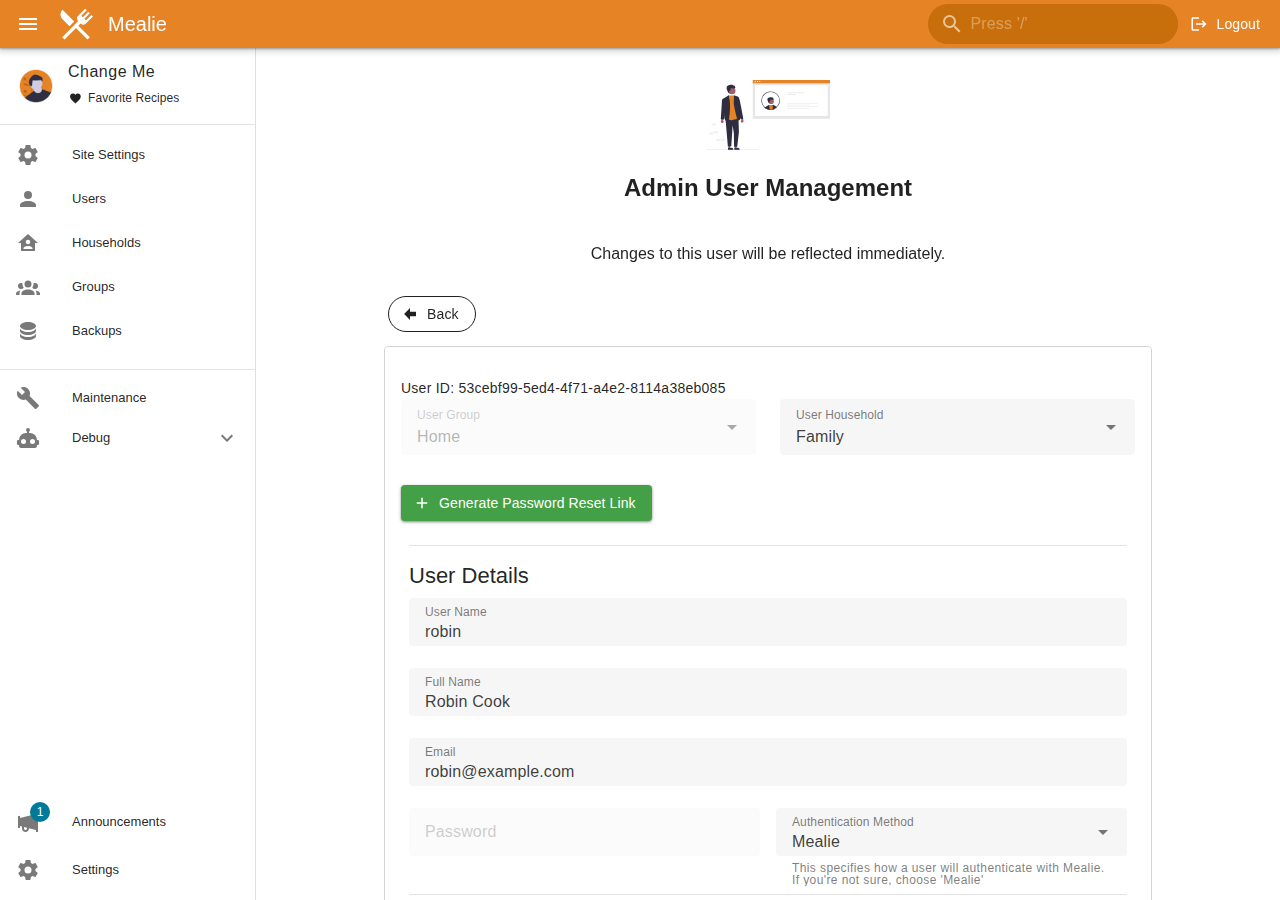 Mealie
Press '/'
Logout
Change Me
Favorite Recipes
Site Settings
Users
Households
Groups
Backups
Maintenance
Debug
1
Announcements
Settings
Admin User Management
Changes to this user will be reflected immediately.
Back
User ID: 53cebf99-5ed4-4f71-a4e2-8114a38eb085
User Group
Home
User Household
Family
Generate Password Reset Link
User Details
User Name
robin
Full Name
Robin Cook
Email
robin@example.com
Password
Authentication Method
Mealie
This specifies how a user will authenticate with Mealie.
If you're not sure, choose 'Mealie'